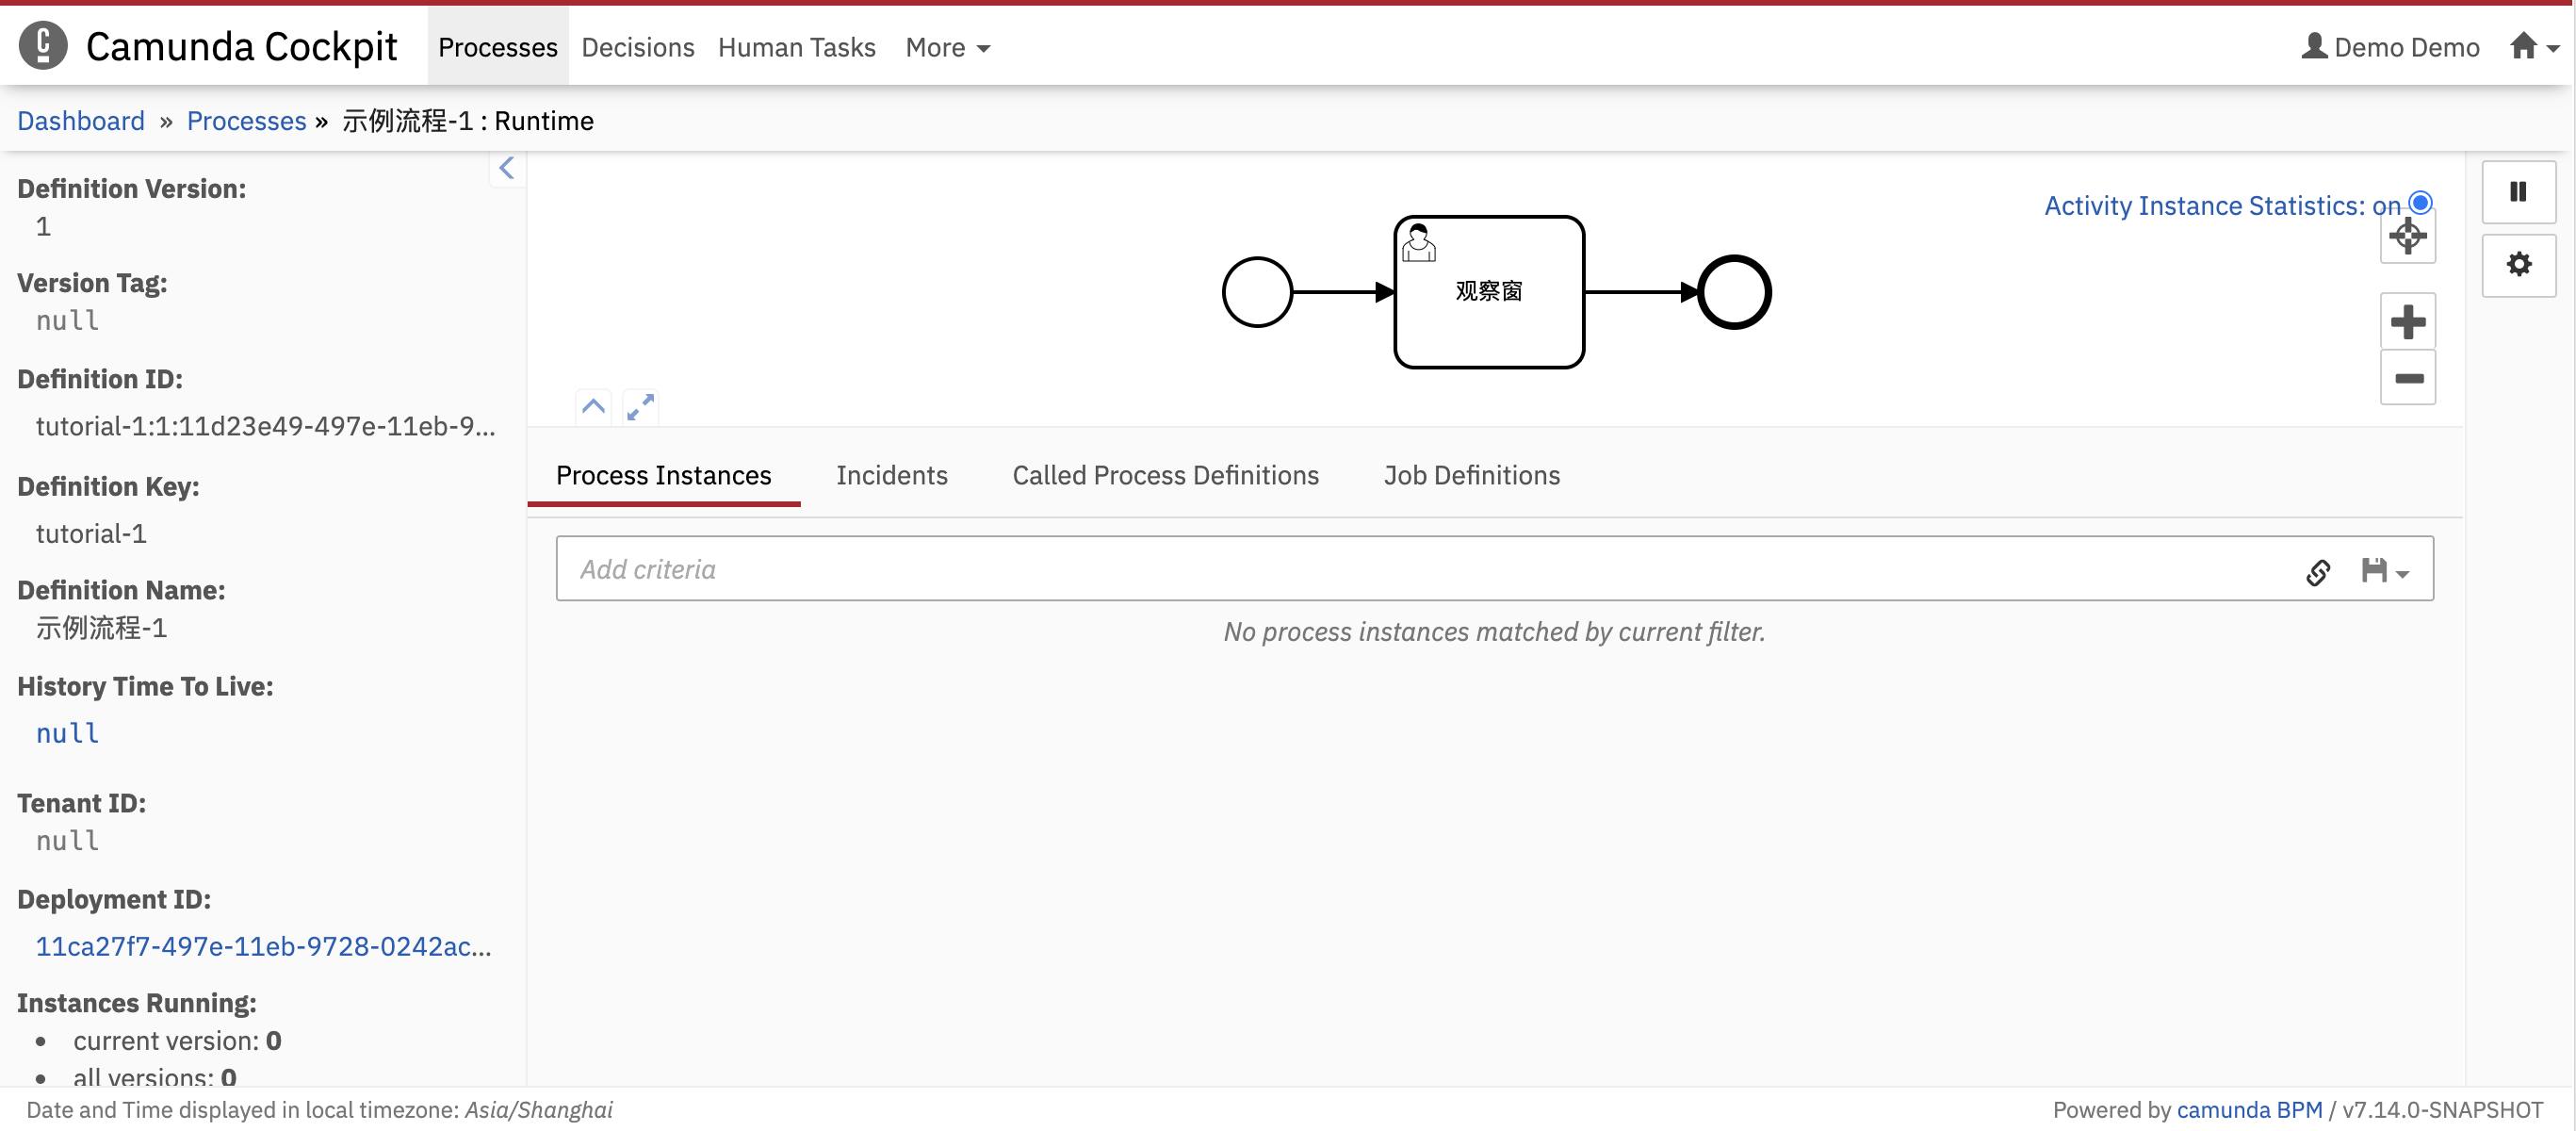 Camunda Cockpit Processes Decisions Human Tasks More Demo Demo
Dashboard » Processes » 示例流程-1 : Runtime
Definition Version:
1
Version Tag:
null
Definition ID:
tutorial-1:1:11d23e49-497e-11eb-9...
Definition Key:
tutorial-1
Definition Name:
示例流程-1
History Time To Live:
null
Tenant ID:
null
Deployment ID:
11ca27f7-497e-11eb-9728-0242ac...
Instances Running:
current version: 0
all versions: 0
Activity Instance Statistics: on
观察窗
Process Instances Incidents Called Process Definitions Job Definitions
Add criteria
No process instances matched by current filter.
Date and Time displayed in local timezone: Asia/Shanghai
Powered by camunda BPM / v7.14.0-SNAPSHOT